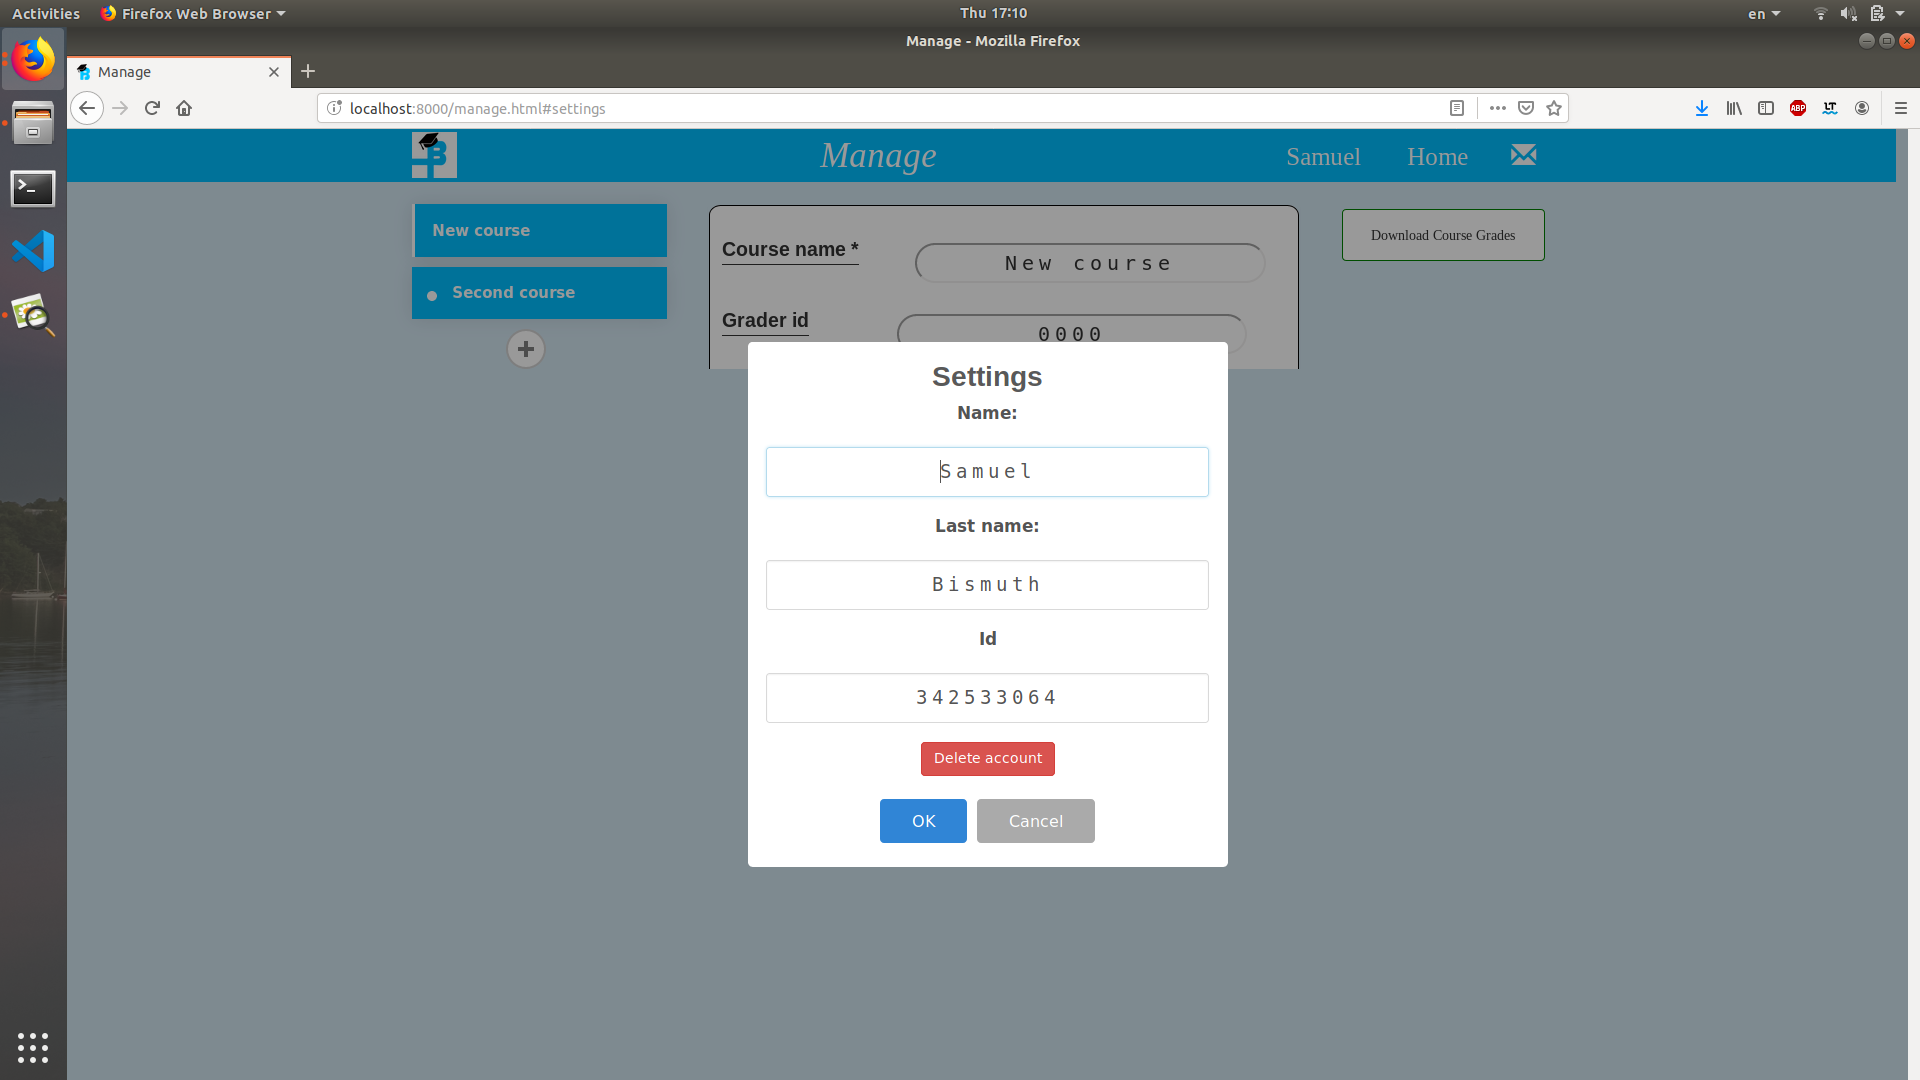 Activities
Firefox Web Browser
Thu 17:10
en
Manage - Mozilla Firefox
Manage
localhost:8000/manage.html#settings
ABP
LT
B
Manage
Samuel
Home
New course
Second course
Course name *
New course
Grader id
0000
Download Course Grades
Settings
Name:
Samuel
Last name:
Bismuth
Id
342533064
Delete account
OK
Cancel